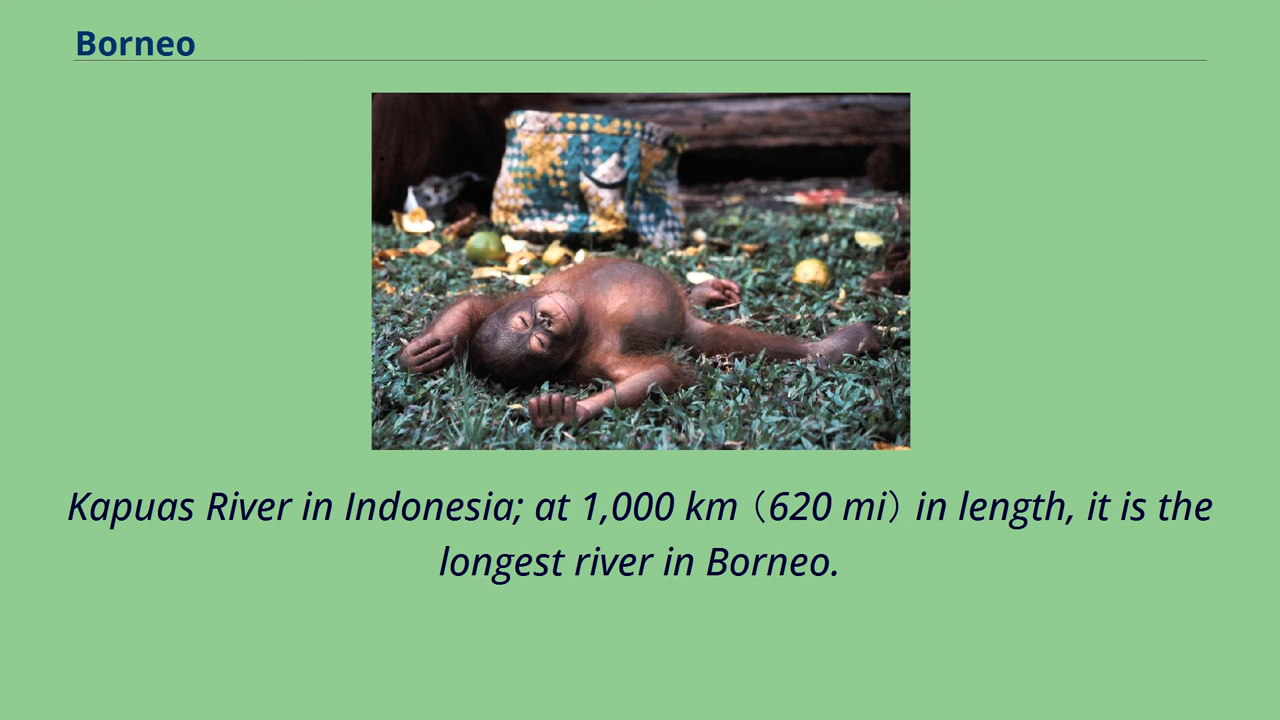 Borneo
Kapuas River in Indonesia; at 1,000 km（620 mi）in length, it is the
longest river in Borneo.